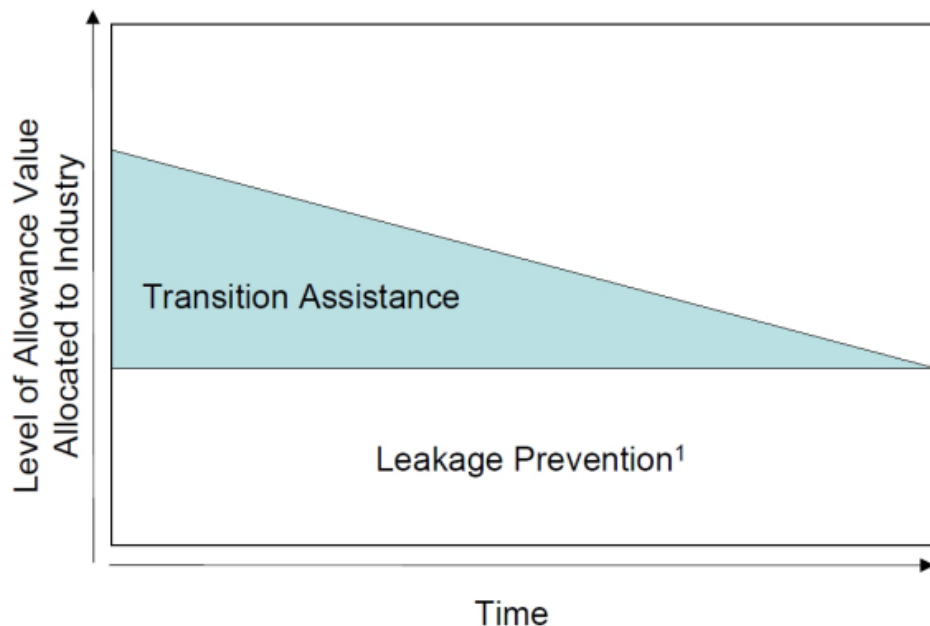 Level of Allowance Value
Allocated to Industry
Transition Assistance
Leakage Prevention¹
Time